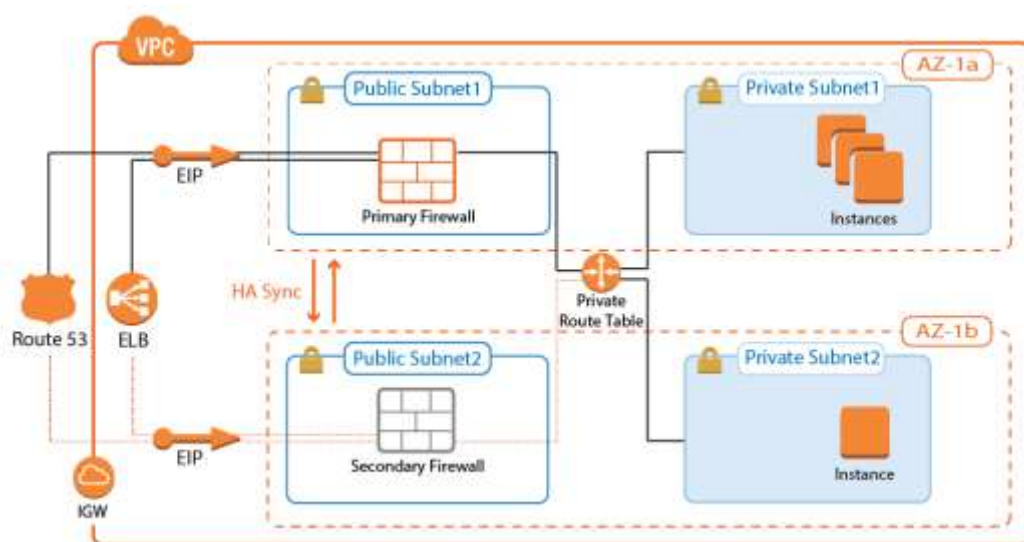 VPC
AZ-1a
Public Subnet1
Private Subnet1
EIP
Primary Firewall
Instances
HA Sync
Private
Route Table
Route 53
ELB
AZ-1b
Public Subnet2
Private Subnet2
EIP
Secondary Firewall
Instance
IGW